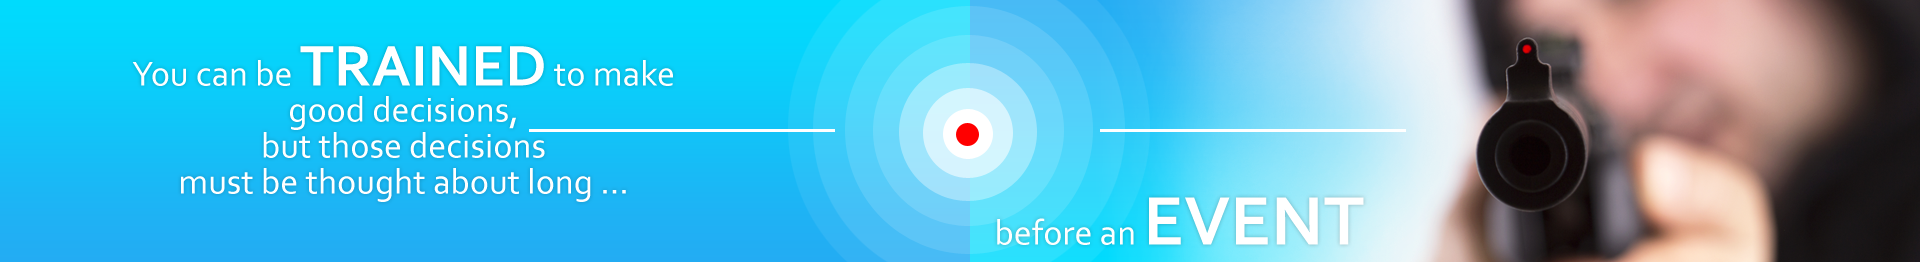 You can be TRAINED to make
good decisions,
but those decisions
must be thought about long ...
before an EVENT